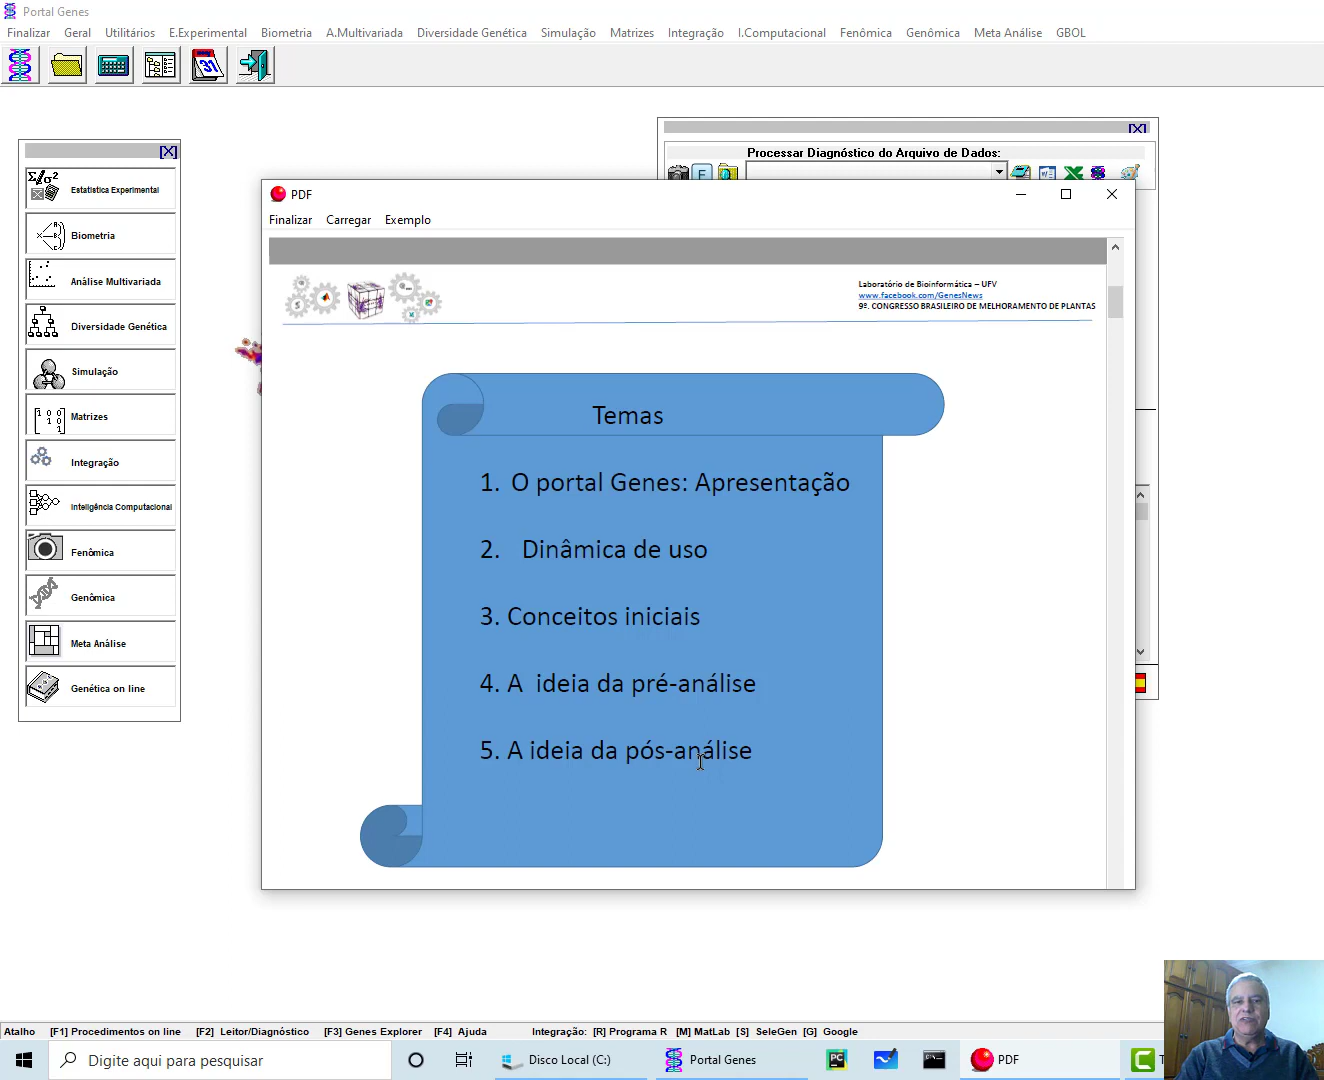 Portal Genes
Finalizar Geral Utilitários E.Experimental Biometria A.Multivariada Diversidade Genética Simulação Matrizes Integração I.Computacional Fenômica Genômica Meta Análise GBOL
31
[X]
[X]
Processar Diagnóstico do Arquivo de Dados:
Estatistica Experimental
Biometria
Análise Multivariada
Diversidade Genética
Simulação
Matrizes
Integração
Inteligência Computacional
Fenômica
Genômica
Meta Análise
Genética on line
PDF
Finalizar Carregar Exemplo
Laboratório de Bioinformática – UFV
www.facebook.com/GenesNews
9º. CONGRESSO BRASILEIRO DE MELHORAMENTO DE PLANTAS
Temas
1. O portal Genes: Apresentação
2. Dinâmica de uso
3. Conceitos iniciais
4. A ideia da pré-análise
5. A ideia da pós-análise
Atalho [F1] Procedimentos on line [F2] Leitor/Diagnóstico [F3] Genes Explorer [F4] Ajuda Integração: [R] Programa R [M] MatLab [S] SeleGen [G] Google
Digite aqui para pesquisar
Disco Local (C:)
Portal Genes
PC
PDF